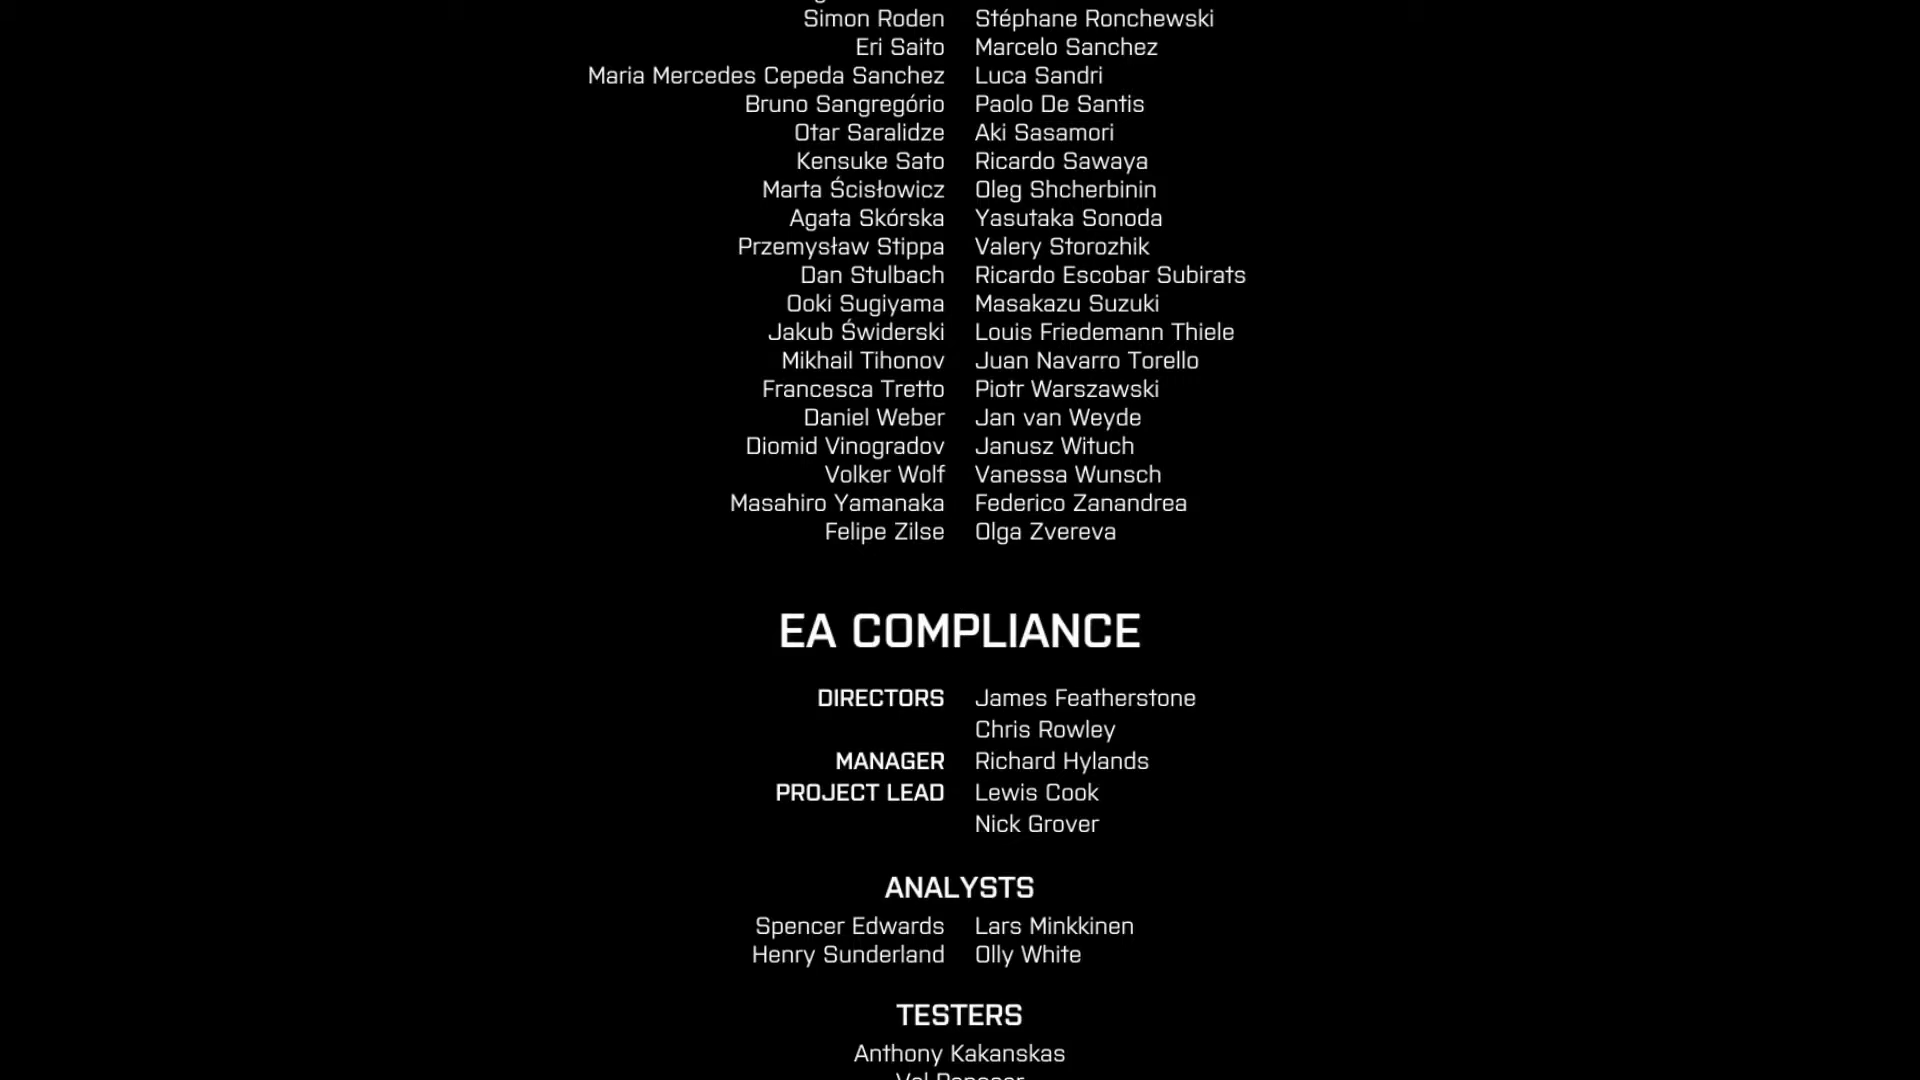 Simon Roden Stéphane Ronchewski
Eri Saito Marcelo Sanchez
Maria Mercedes Cepeda Sanchez Luca Sandri
Bruno Sangregório Paolo De Santis
Otar Saralidze Aki Sasamori
Kensuke Sato Ricardo Sawaya
Marta Ścisłowicz Oleg Shcherbinin
Agata Skórska Yasutaka Sonoda
Przemysław Stippa Valery Storozhik
Dan Stulbach Ricardo Escobar Subirats
Ooki Sugiyama Masakazu Suzuki
Jakub Świderski Louis Friedemann Thiele
Mikhail Tihonov Juan Navarro Torello
Francesca Tretto Piotr Warszawski
Daniel Weber Jan van Weyde
Diomid Vinogradov Janusz Wituch
Volker Wolf Vanessa Wunsch
Masahiro Yamanaka Federico Zanandrea
Felipe Zilse Olga Zvereva
EA COMPLIANCE
DIRECTORS James Featherstone
Chris Rowley
MANAGER Richard Hylands
PROJECT LEAD Lewis Cook
Nick Grover
ANALYSTS
Spencer Edwards Lars Minkkinen
Henry Sunderland Olly White
TESTERS
Anthony Kakanskas